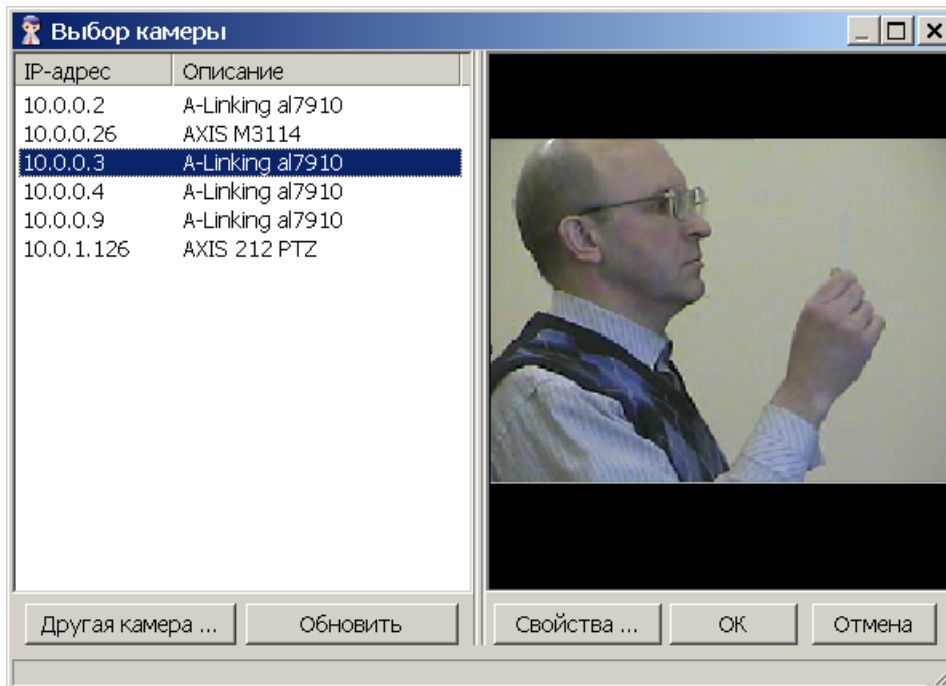 Выбор камеры
IP-адрес Описание
10.0.0.2 A-Linking al7910
10.0.0.26 AXIS M3114
10.0.0.3 A-Linking al7910
10.0.0.4 A-Linking al7910
10.0.0.9 A-Linking al7910
10.0.1.126 AXIS 212 PTZ
Другая камера ... Обновить Свойства ... ОК Отмена